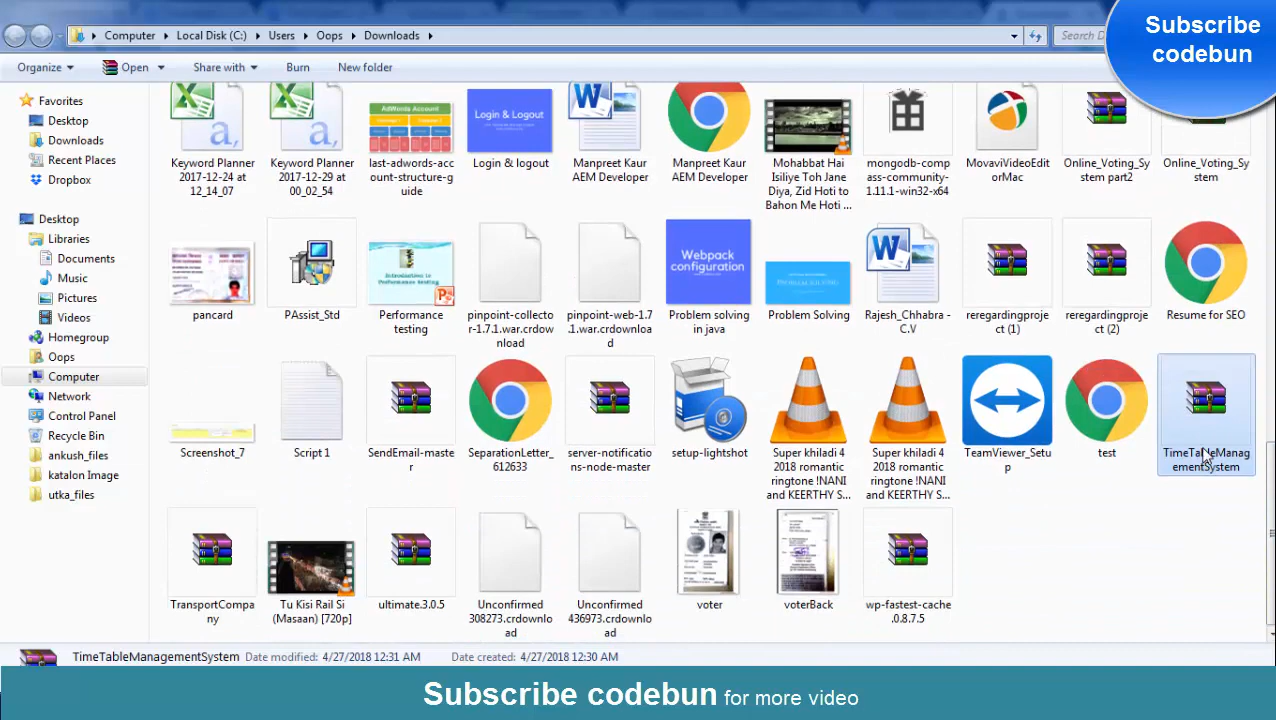 Subscribe
codebun
Computer
Local Disk (C:)
Users
Oops
Downloads
Search Do
Organize
Open
Share with
Burn
New folder
Favorites
Desktop
Downloads
Recent Places
Dropbox
Desktop
Libraries
Documents
Music
Pictures
Videos
Homegroup
Oops
Computer
Network
Control Panel
Recycle Bin
ankush_files
katalon Image
utka_files
AdWords Account
Login & Logout
Keyword Planner
2017-12-24 at
12_14_07
Keyword Planner
2017-12-29 at
00_02_54
last-adwords-acc
ount-structure-g
uide
Login & logout
Manpreet Kaur
AEM Developer
Manpreet Kaur
AEM Developer
Mohabbat Hai
Isiliye Toh Jane
Diya, Zid Hoti to
Bahon Me Hoti ...
mongodb-comp
ass-community-
1.11.1-win32-x64
MovaviVideoEdit
orMac
Online_Voting_Sy
stem part2
Online_Voting_Sy
stem
Introduction to
Performance testing
Webpack
configuration
PROBLEM SOLVING
pancard
PAssist_Std
Performance
testing
pinpoint-collecto
r-1.7.1.war.crdow
nload
pinpoint-web-1.7
.1.war.crdownloa
d
Problem solving
in java
Problem Solving
Rajesh_Chhabra -
C.V
reregardingproje
ct (1)
reregardingproje
ct (2)
Resume for SEO
Screenshot_7
Script 1
SendEmail-maste
r
SeparationLetter_
612633
server-notificatio
ns-node-master
setup-lightshot
Super khiladi 4
2018 romantic
ringtone !NANI
and KEERTHY S...
Super khiladi 4
2018 romantic
ringtone !NANI
and KEERTHY S...
TeamViewer_Setu
p
test
TimeTableManag
ementSystem
TransportCompa
ny
Tu Kisi Rail Si
(Masaan) [720p]
ultimate.3.0.5
Unconfirmed
308273.crdownlo
ad
Unconfirmed
436973.crdownlo
ad
voter
voterBack
wp-fastest-cache
.0.8.7.5
TimeTableManagementSystem Date modified: 4/27/2018 12:31 AM Date created: 4/27/2018 12:30 AM
Subscribe codebun for more video